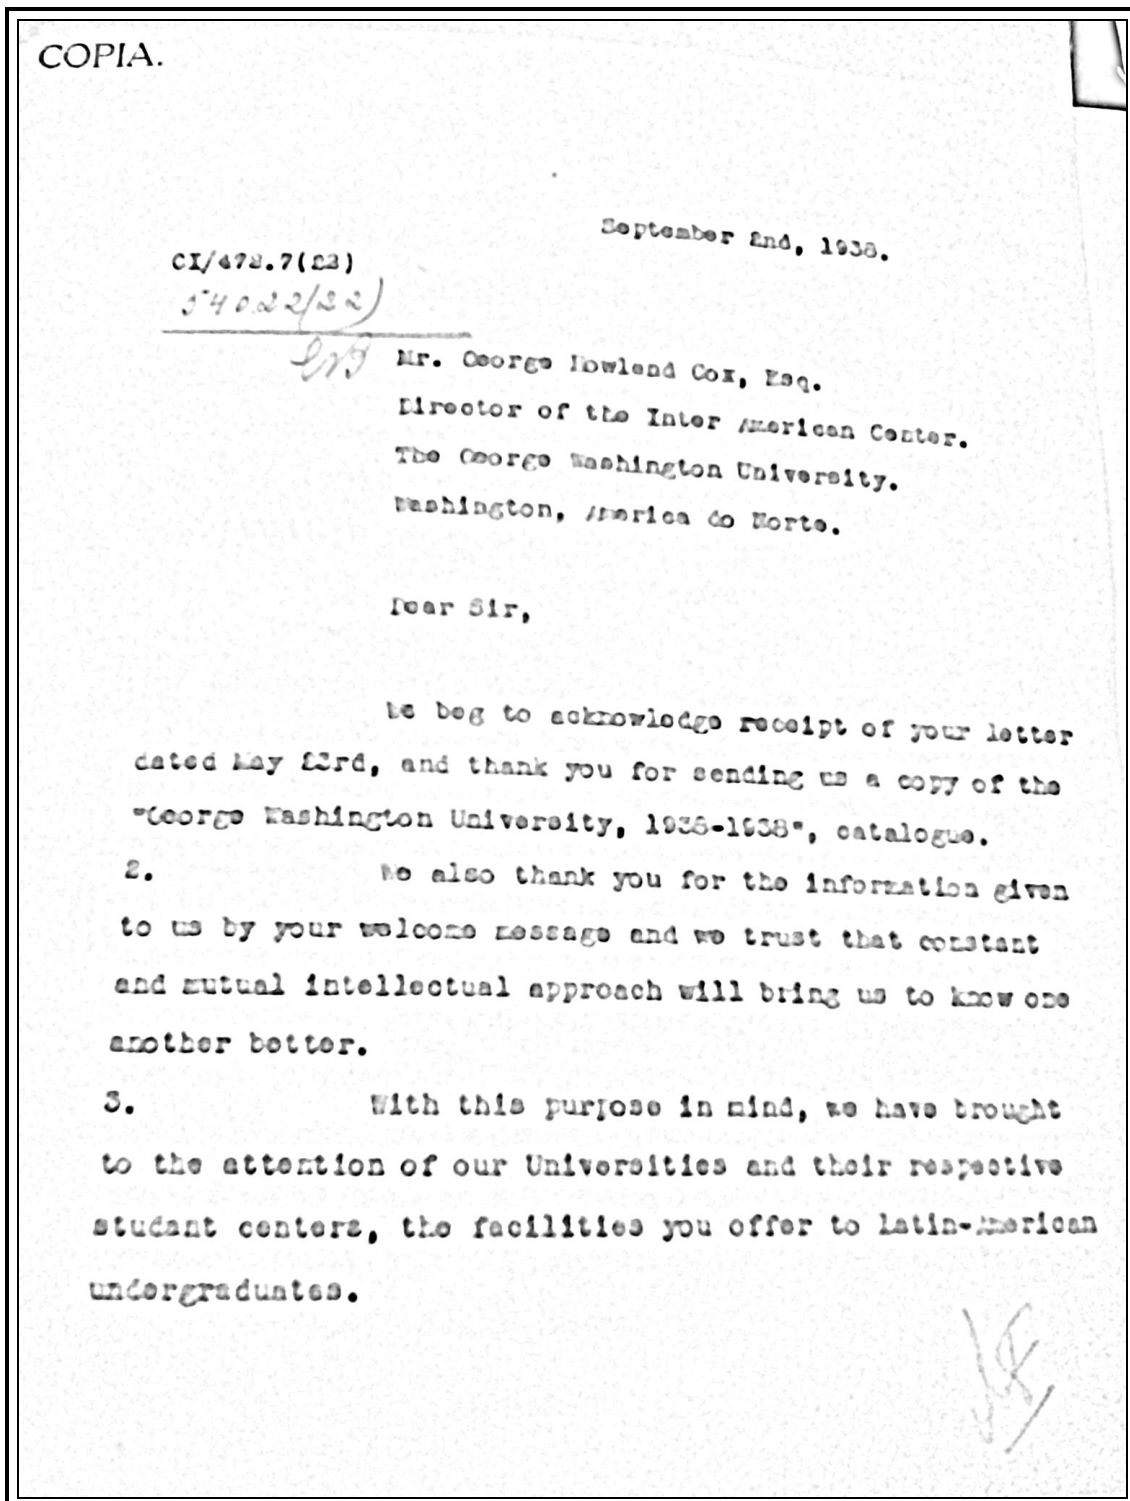 COPIA.
September 2nd, 1938.
CI/472.7(22)
54022(22)
Mr. George Howland Cox, Esq.
Director of the Inter American Center.
The George Washington University.
Washington, America do Norte.
Dear Sir,
We beg to acknowledge receipt of your letter
dated May 23rd, and thank you for sending us a copy of the
"George Washington University, 1938-1938", catalogue.
2. We also thank you for the information given
to us by your welcome message and we trust that constant
and mutual intellectual approach will bring us to know one
another better.
3. With this purpose in mind, we have brought
to the attention of our Universities and their respective
student centers, the facilities you offer to Latin-American
undergraduates.